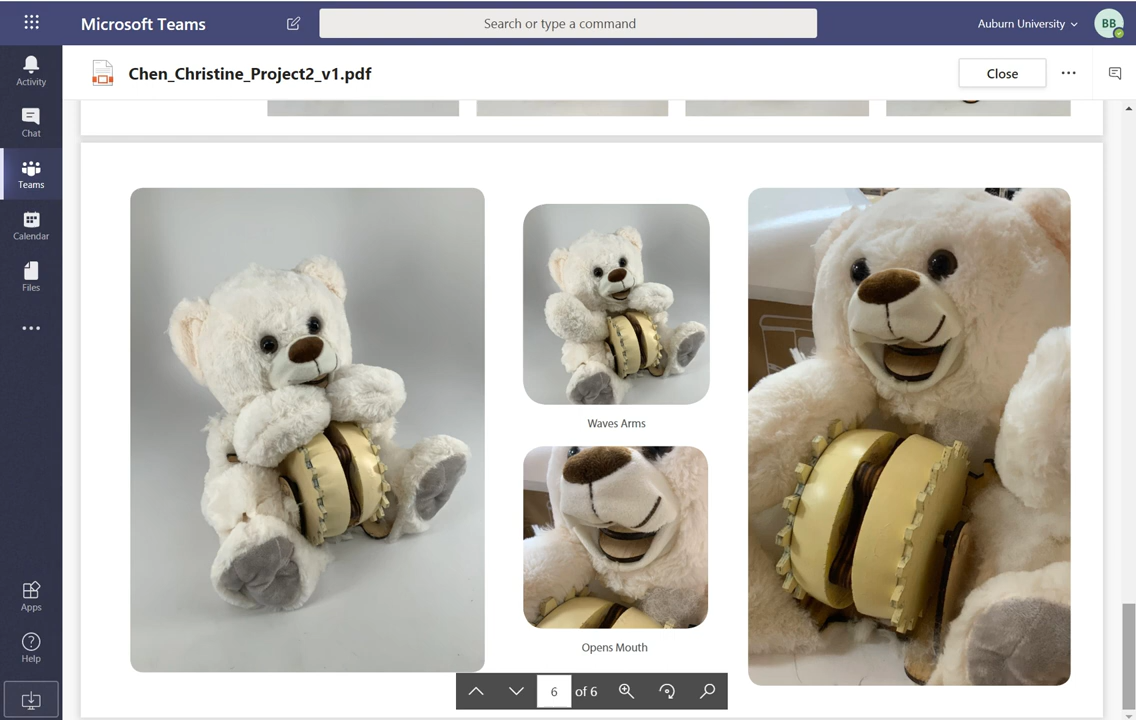 Microsoft Teams
Search or type a command
Auburn University
BB
Activity
Chat
Teams
Calendar
Files
Apps
Help
Chen_Christine_Project2_v1.pdf
Close
Waves Arms
Opens Mouth
6 of 6